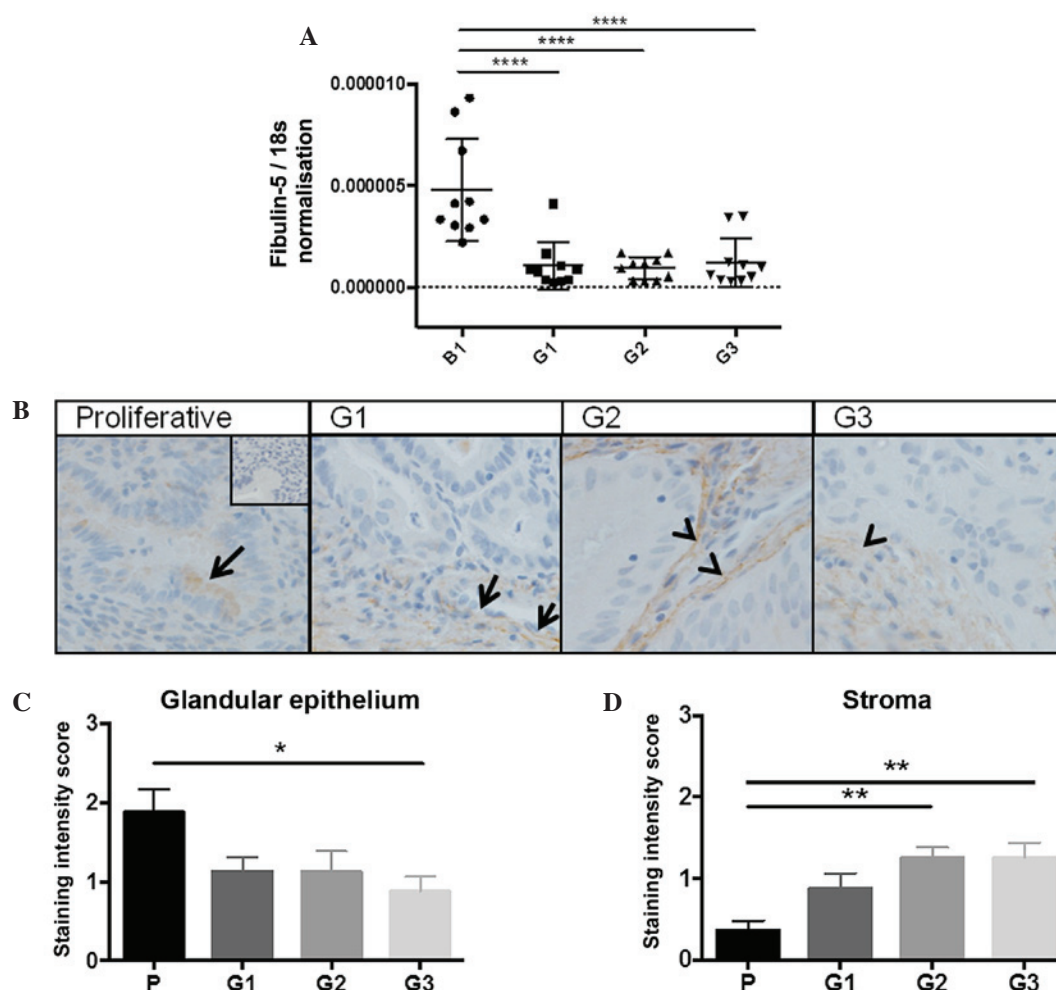 A
****
****
****
0.000010
0.000005
0.000000
Fibulin-5 / 18s
normalisation
B1
G1
G2
G3
B
Proliferative
G1
G2
G3
C
Glandular epithelium
Staining intensity score
3
2
1
0
*
P
G1
G2
G3
D
Stroma
Staining intensity score
3
2
1
0
**
**
P
G1
G2
G3